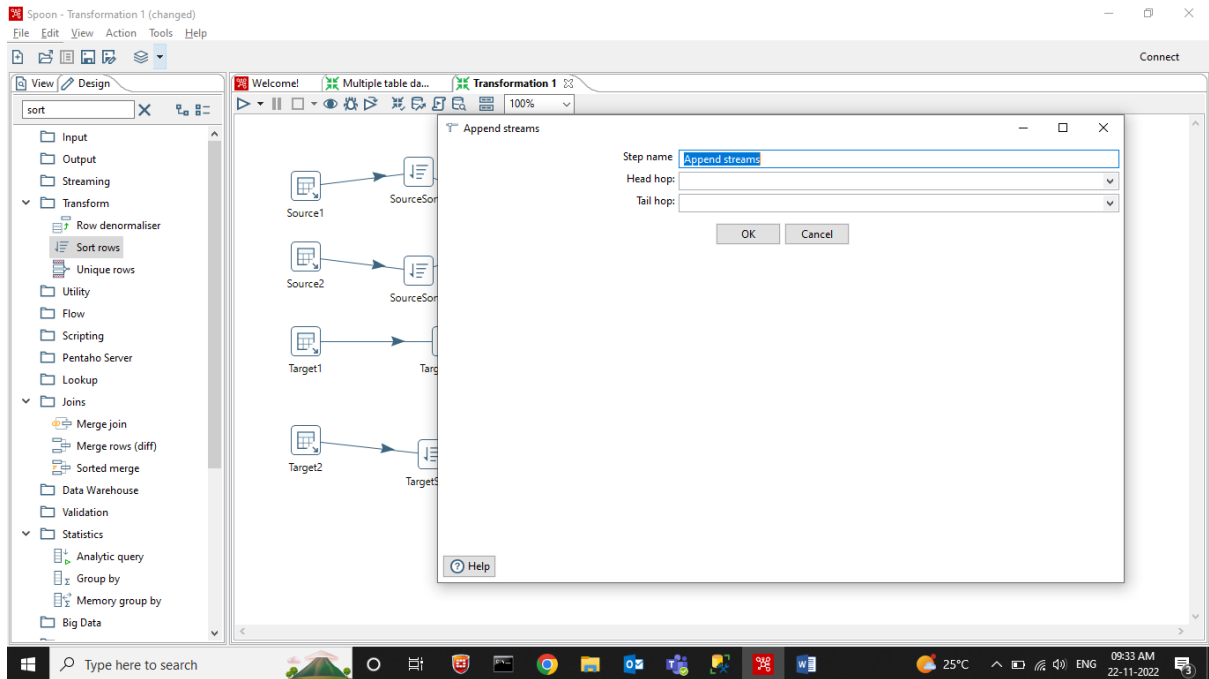 Spoon - Transformation 1 (changed)
File Edit View Action Tools Help
Connect
View Design
Welcome! Multiple table da... Transformation 1
sort
100%
Input
Output
Streaming
Transform
Row denormaliser
Sort rows
Unique rows
Utility
Flow
Scripting
Pentaho Server
Lookup
Joins
Merge join
Merge rows (diff)
Sorted merge
Data Warehouse
Validation
Statistics
Analytic query
Group by
Memory group by
Big Data
Source1
SourceSor
Source2
SourceSor
Target1
Targ
Target2
TargetS
Append streams
Step name Append streams
Head hop:
Tail hop:
OK Cancel
Help
Type here to search
25°C ENG 09:33 AM
22-11-2022
3